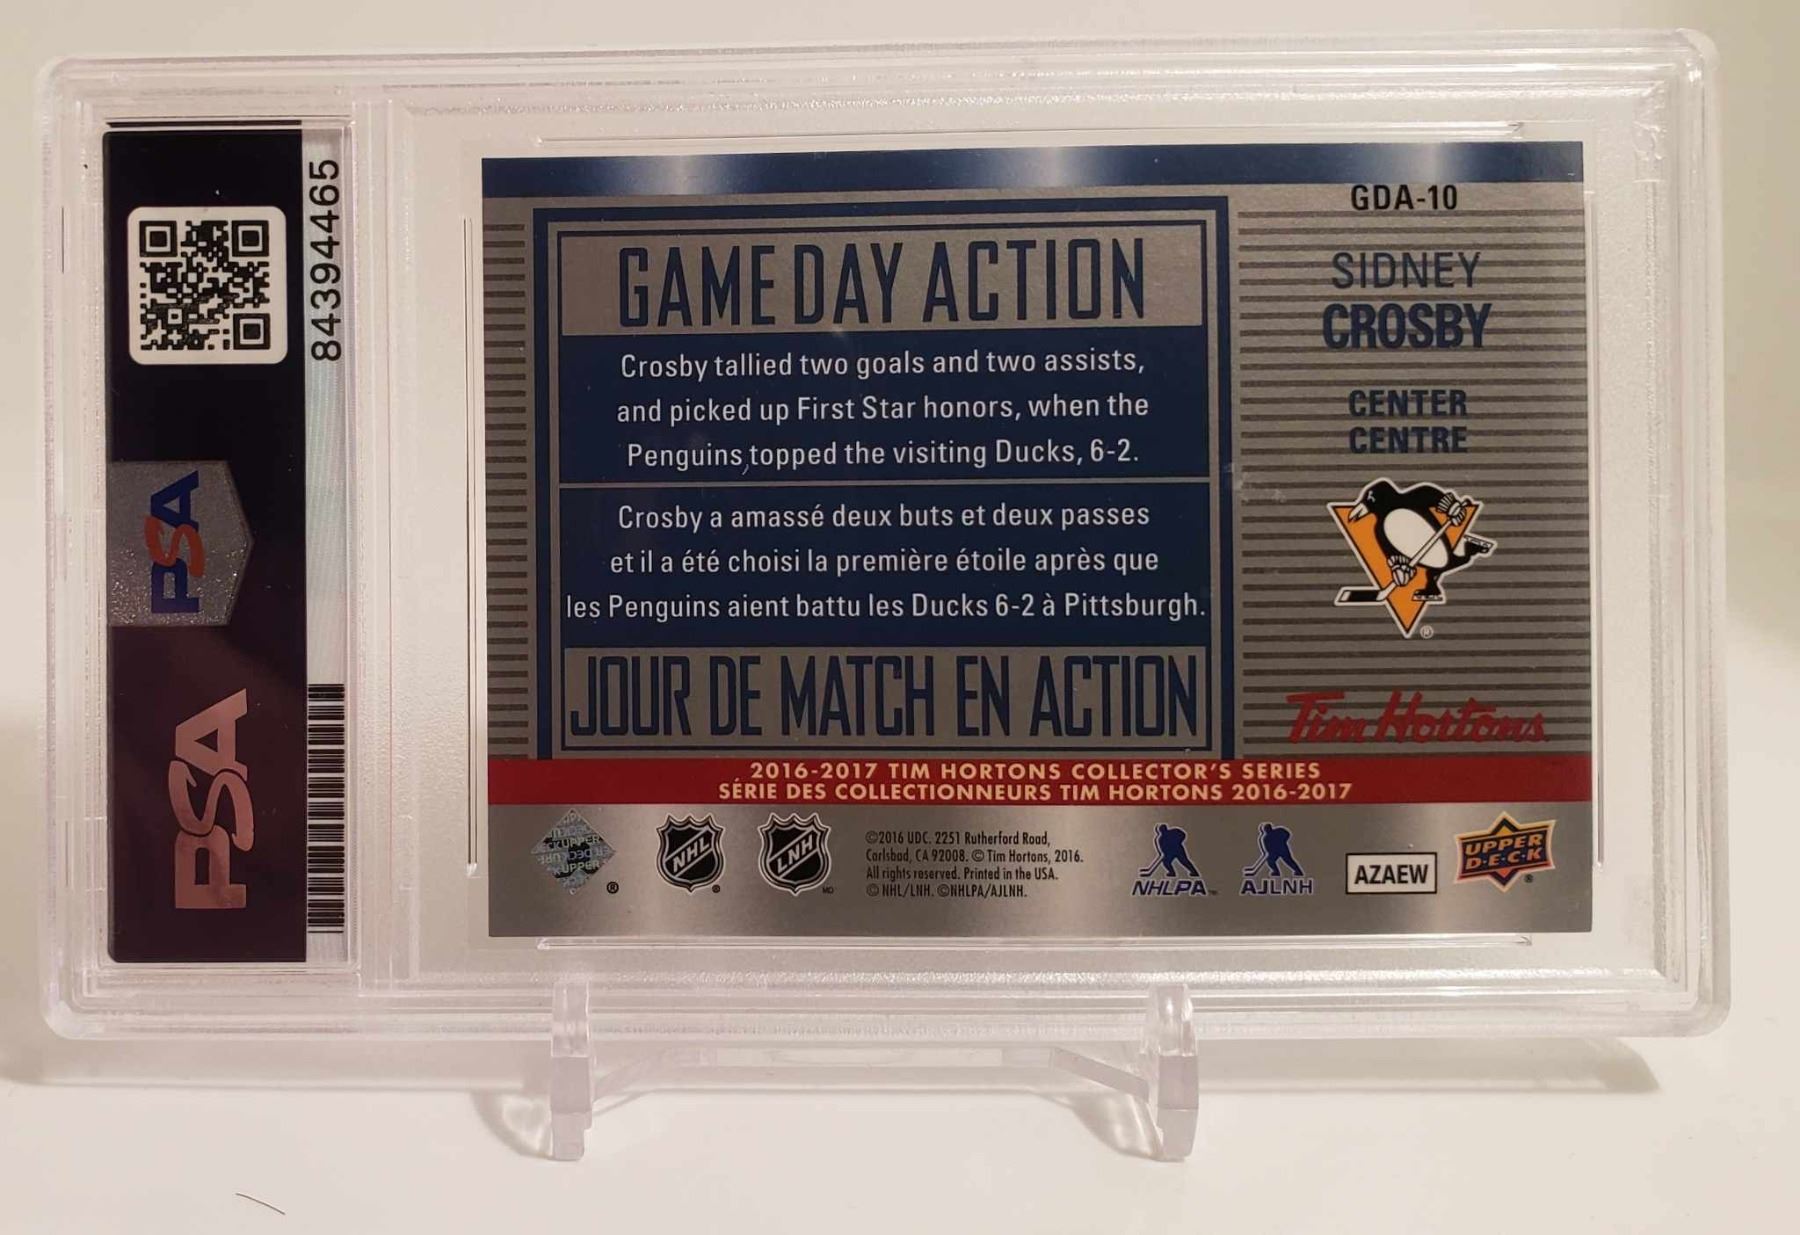 84394465
PSA
PSA
GDA-10
SIDNEY
CROSBY
CENTER
CENTRE
GAME DAY ACTION
Crosby tallied two goals and two assists,
and picked up First Star honors, when the
Penguins topped the visiting Ducks, 6-2.
Crosby a amassé deux buts et deux passes
et il a été choisi la première étoile après que
les Penguins aient battu les Ducks 6-2 à Pittsburgh.
JOUR DE MATCH EN ACTION
®
Tim Hortons
2016-2017 TIM HORTONS COLLECTOR'S SERIES
SÉRIE DES COLLECTIONNEURS TIM HORTONS 2016-2017
®
NHL
®
LNH
MD
©2016 UDC. 2251 Rutherford Road,
Carlsbad, CA 92008. © Tim Hortons, 2016.
All rights reserved. Printed in the USA.
© NHL/LNH. ©NHLPA/AJLNH.
NHLPA™
AJLNH
AZAEW
UPPER
D·E·C·K
®